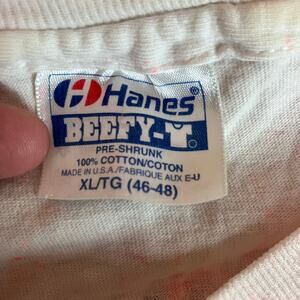 Hanes®
BEEFY-T
PRE-SHRUNK
100% COTTON/COTON
MADE IN U.S.A./FABRIQUE AUX E-U
XL/TG (46-48)